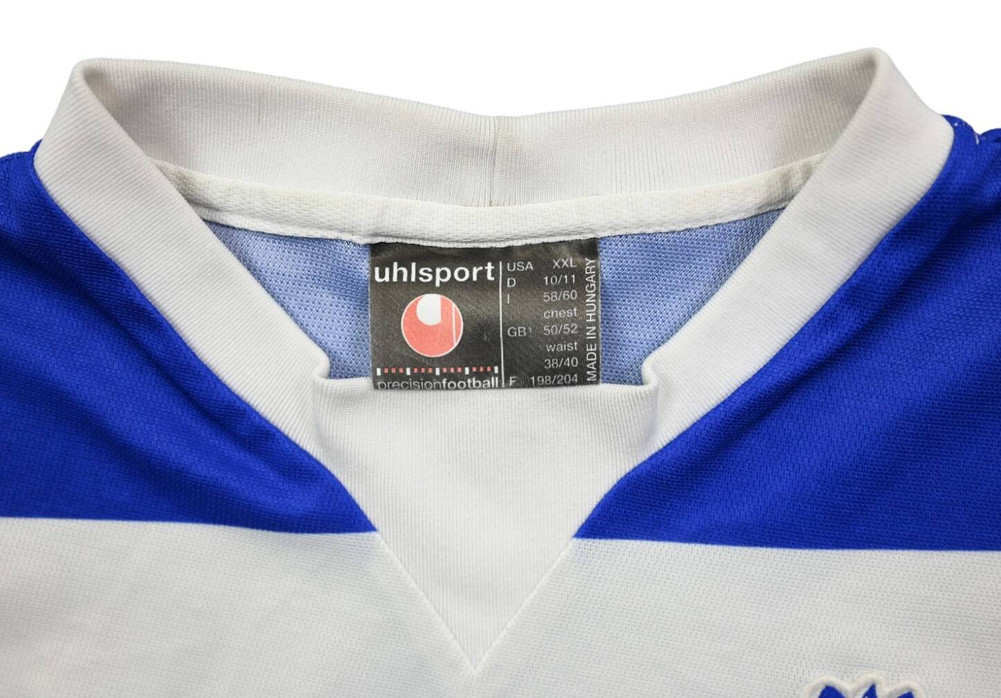 uhlsport
precisionfootball
USA XXL
D 10/11
I 58/60
chest
GB 50/52
waist
38/40
F 198/204
MADE IN HUNGARY